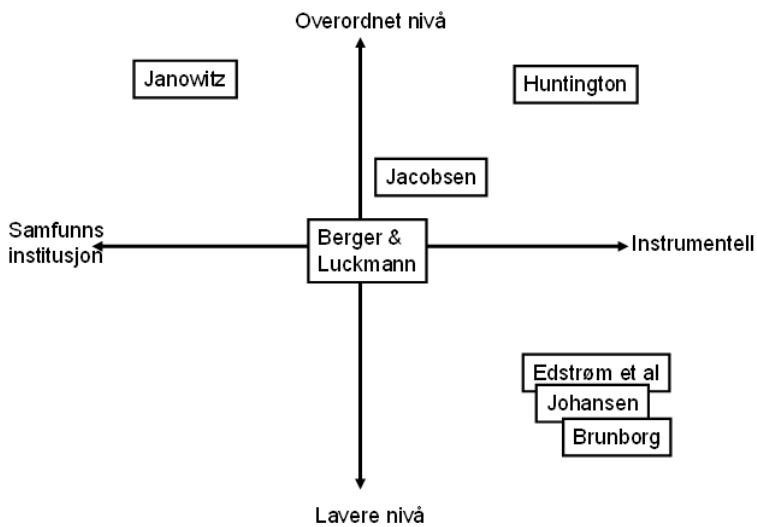 Overordnet nivå
Janowitz
Huntington
Jacobsen
Samfunns
institusjon
Berger &
Luckmann
Instrumentell
Edstrøm et al
Johansen
Brunborg
Lavere nivå